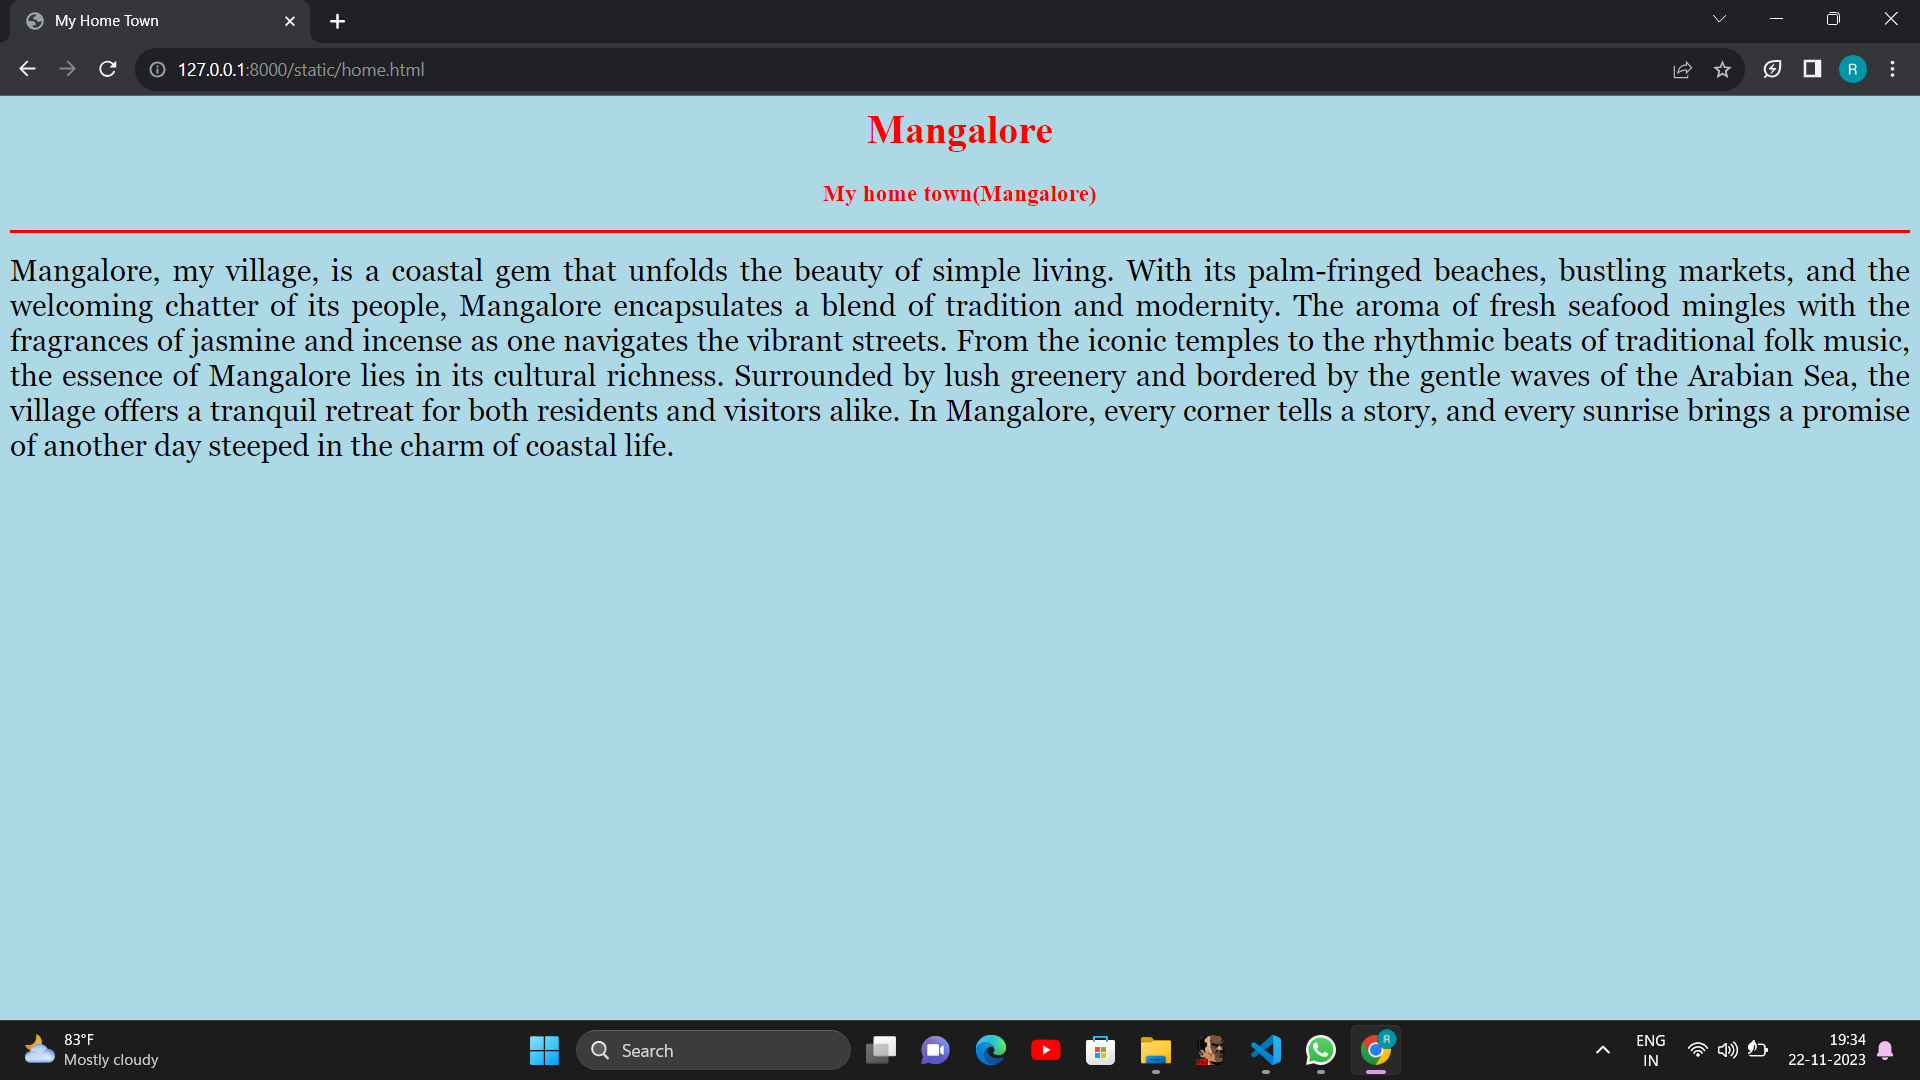 My Home Town
127.0.0.1:8000/static/home.html
R
Mangalore
My home town(Mangalore)
Mangalore, my village, is a coastal gem that unfolds the beauty of simple living. With its palm-fringed beaches, bustling markets, and the
welcoming chatter of its people, Mangalore encapsulates a blend of tradition and modernity. The aroma of fresh seafood mingles with the
fragrances of jasmine and incense as one navigates the vibrant streets. From the iconic temples to the rhythmic beats of traditional folk music,
the essence of Mangalore lies in its cultural richness. Surrounded by lush greenery and bordered by the gentle waves of the Arabian Sea, the
village offers a tranquil retreat for both residents and visitors alike. In Mangalore, every corner tells a story, and every sunrise brings a promise
of another day steeped in the charm of coastal life.
83°F
Mostly cloudy
Search
R
ENG
IN
19:34
22-11-2023